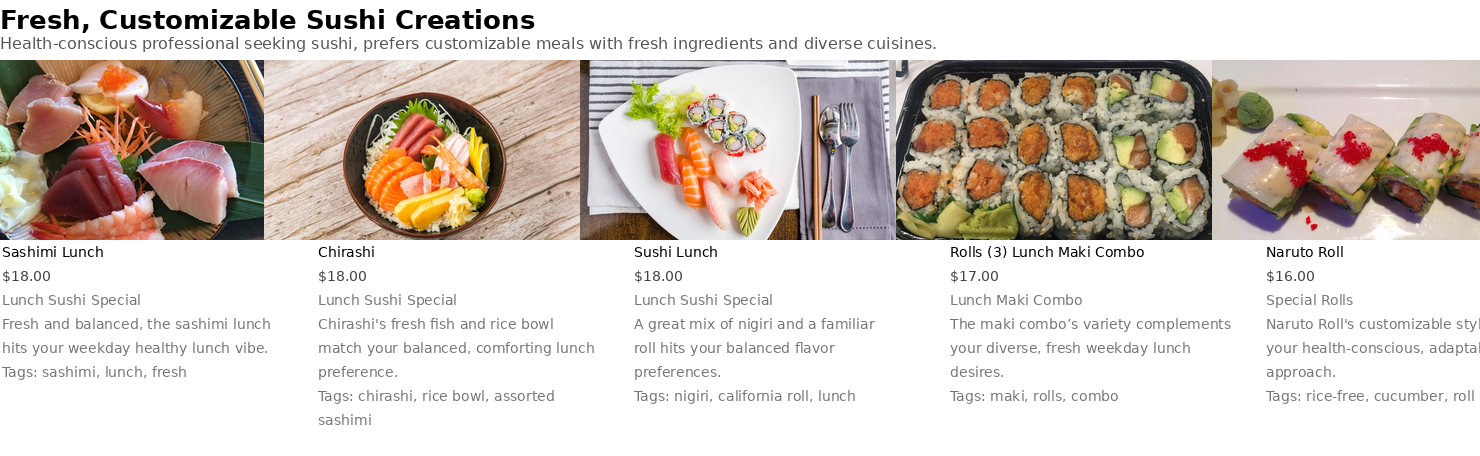 Fresh, Customizable Sushi Creations
Health-conscious professional seeking sushi, prefers customizable meals with fresh ingredients and diverse cuisines.
Sashimi Lunch
$18.00
Lunch Sushi Special
Fresh and balanced, the sashimi lunch
hits your weekday healthy lunch vibe.
Tags: sashimi, lunch, fresh
Chirashi
$18.00
Lunch Sushi Special
Chirashi's fresh fish and rice bowl
match your balanced, comforting lunch
preference.
Tags: chirashi, rice bowl, assorted
sashimi
Sushi Lunch
$18.00
Lunch Sushi Special
A great mix of nigiri and a familiar
roll hits your balanced flavor
preferences.
Tags: nigiri, california roll, lunch
Rolls (3) Lunch Maki Combo
$17.00
Lunch Maki Combo
The maki combo’s variety complements
your diverse, fresh weekday lunch
desires.
Tags: maki, rolls, combo
Naruto Roll
$16.00
Special Rolls
Naruto Roll's customizable
your health-conscious,
approach.
Tags: rice-free, cucumber, roll